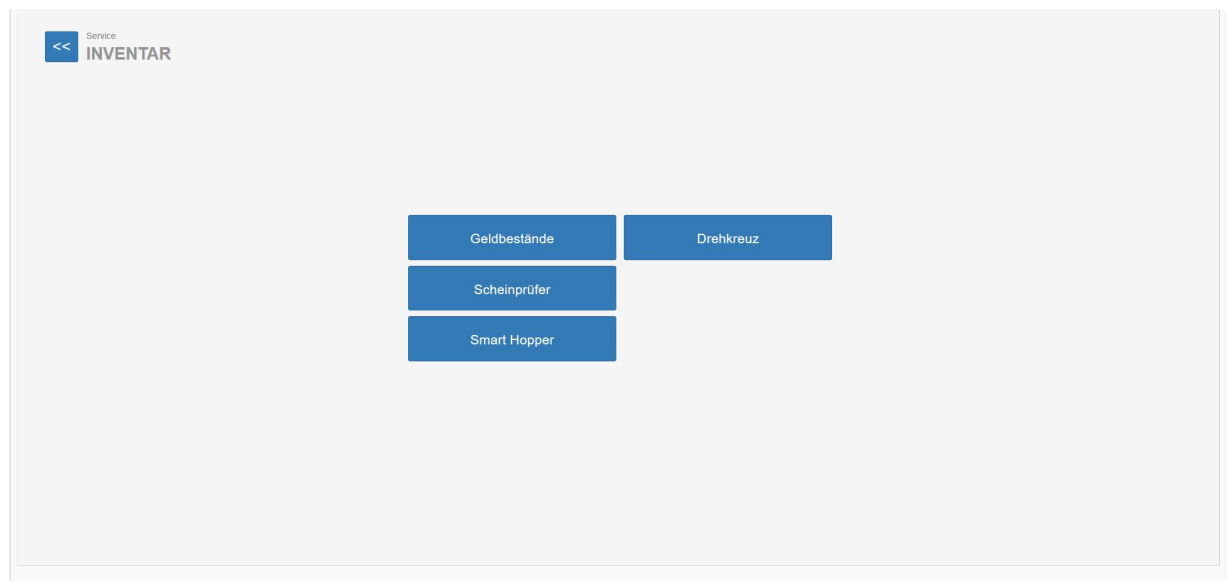 <<
Service
INVENTAR
Geldbestände
Drehkreuz
Scheinprüfer
Smart Hopper